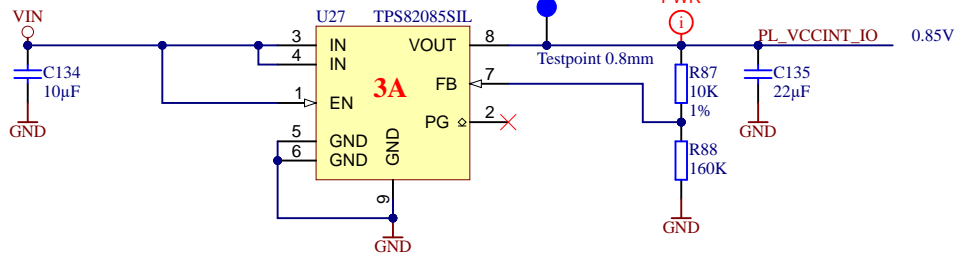 VIN
U27 TPS82085SIL
i
PL_VCCINT_IO 0.85V
3 IN VOUT 8
4 IN
Testpoint 0.8mm
C134
10µF
GND
3A
FB 7
1 EN
PG 2
5 GND
6 GND
GND
9
GND
R87
10K
1%
C135
22µF
GND
R88
160K
GND